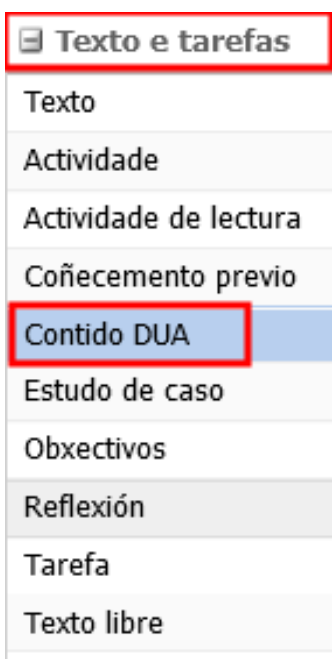 Texto e tarefas
Texto
Actividade
Actividade de lectura
Coñecemento previo
Contido DUA
Estudo de caso
Obxectivos
Reflexión
Tarefa
Texto libre